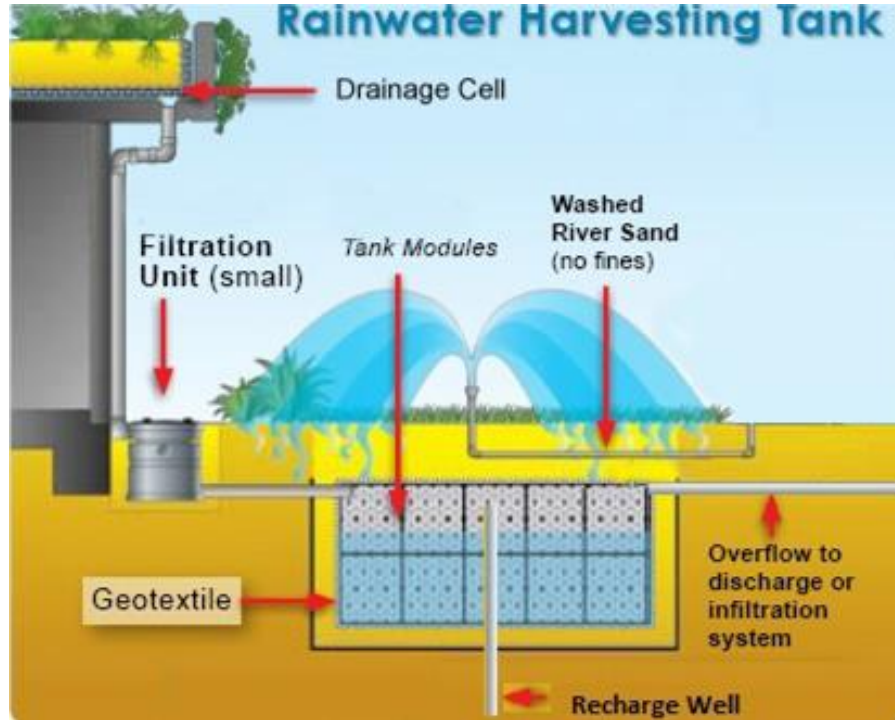 Rainwater Harvesting Tank
Drainage Cell
Filtration
Unit (small)
Tank Modules
Washed
River Sand
(no fines)
Geotextile
Overflow to
discharge or
infiltration
system
Recharge Well